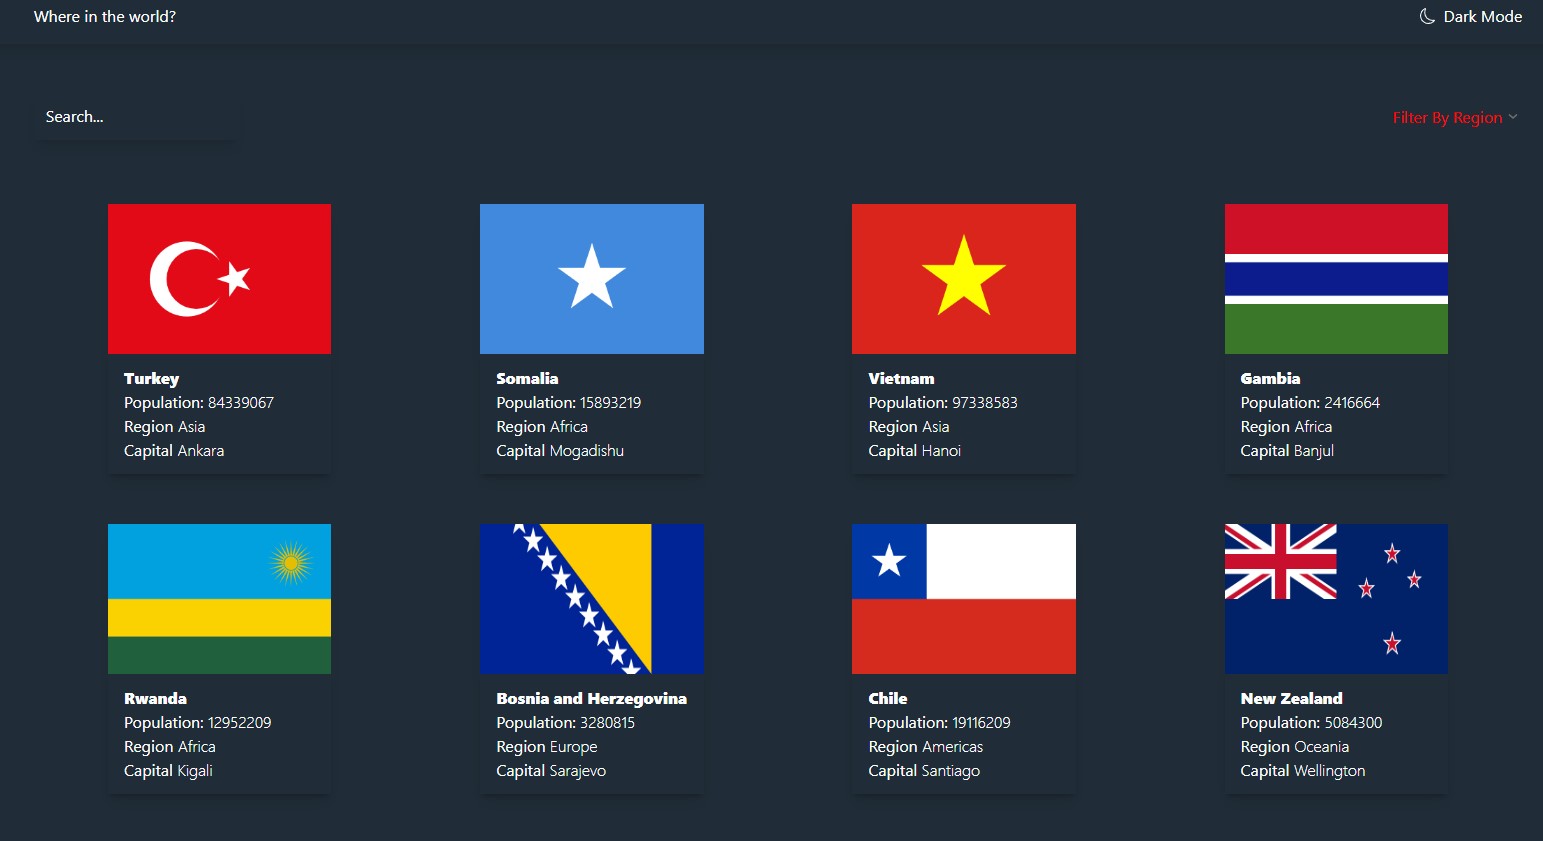 Where in the world?
Dark Mode
Search...
Filter By Region
Turkey
Population: 84339067
Region Asia
Capital Ankara
Somalia
Population: 15893219
Region Africa
Capital Mogadishu
Vietnam
Population: 97338583
Region Asia
Capital Hanoi
Gambia
Population: 2416664
Region Africa
Capital Banjul
Rwanda
Population: 12952209
Region Africa
Capital Kigali
Bosnia and Herzegovina
Population: 3280815
Region Europe
Capital Sarajevo
Chile
Population: 19116209
Region Americas
Capital Santiago
New Zealand
Population: 5084300
Region Oceania
Capital Wellington